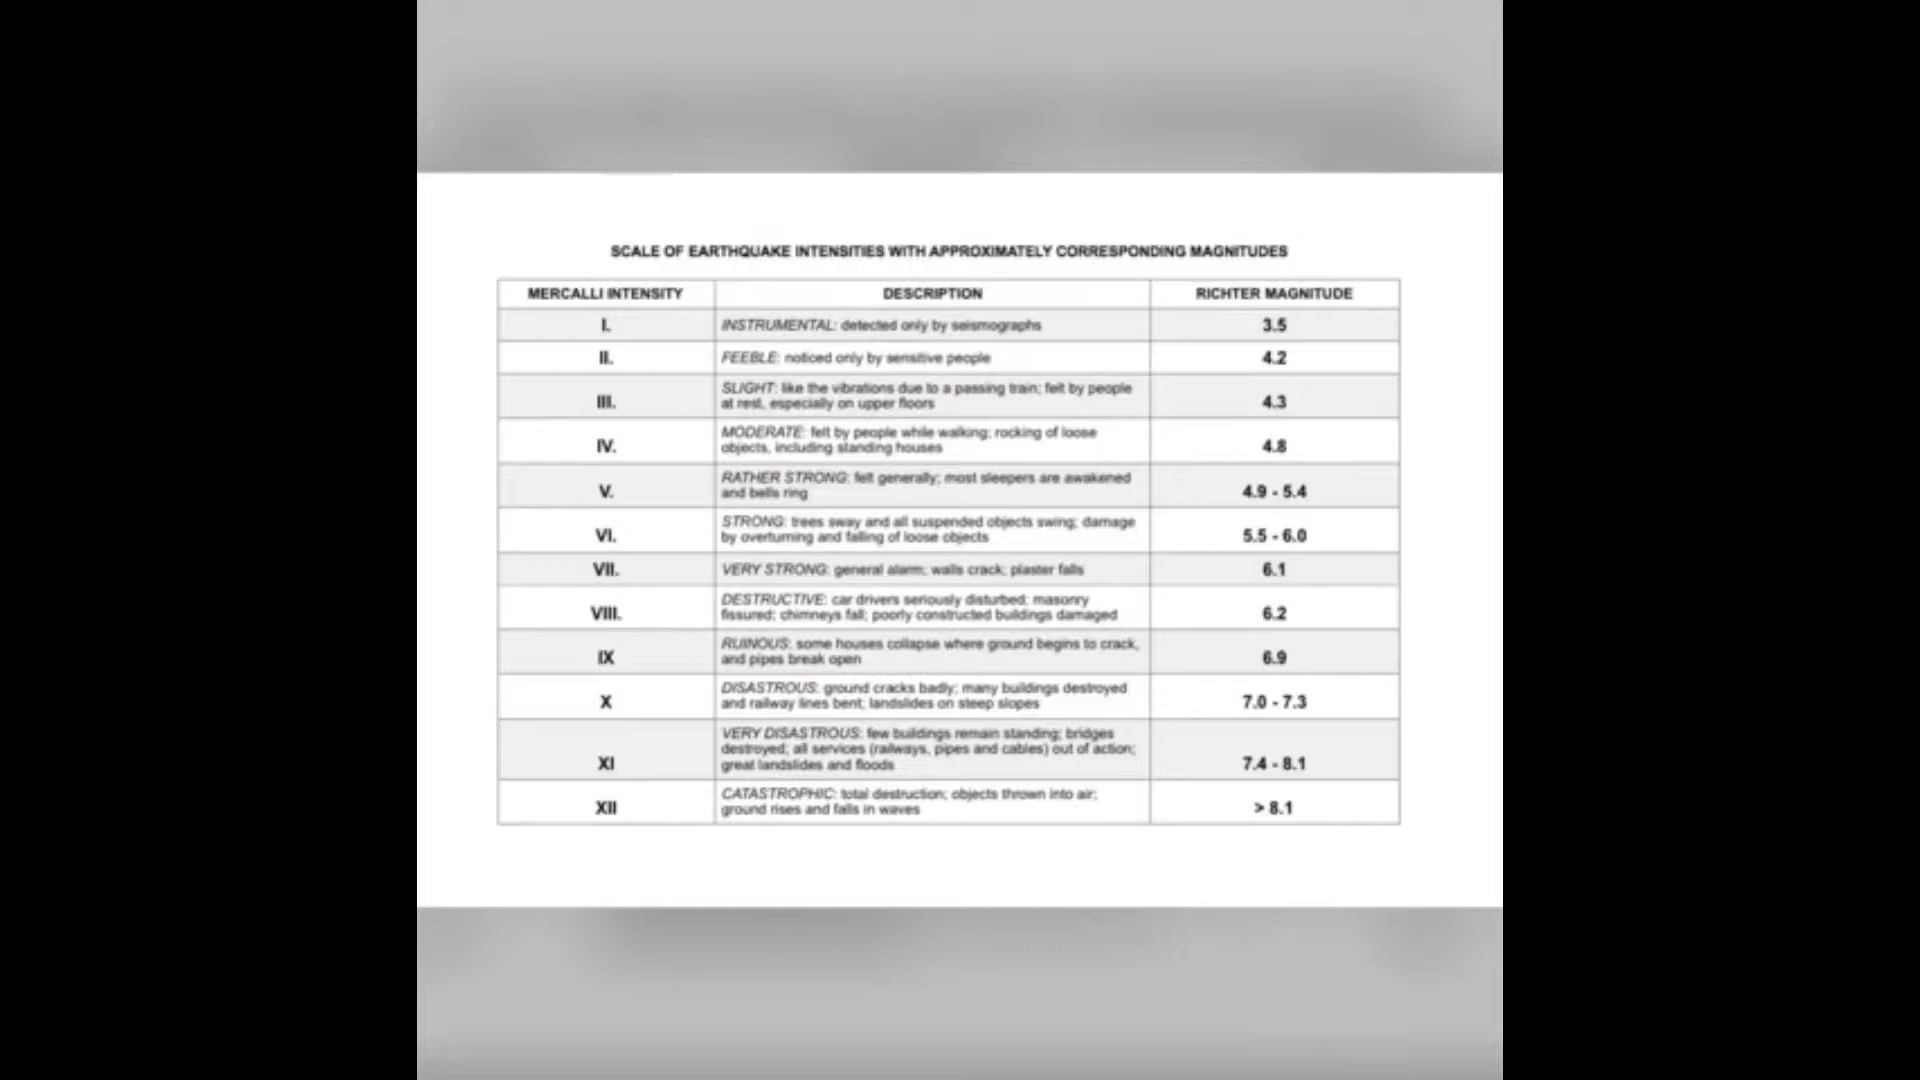 SCALE OF EARTHQUAKE INTENSITIES WITH APPROXIMATELY CORRESPONDING MAGNITUDES
MERCALLI INTENSITY DESCRIPTION RICHTER MAGNITUDE
I. INSTRUMENTAL: detected only by seismographs 3.5
II. FEEBLE: noticed only by sensitive people 4.2
SLIGHT: like the vibrations due to a passing train; felt by people
III. at rest, especially on upper floors 4.3
MODERATE: felt by people while walking; rocking of loose
IV. objects, including standing houses 4.8
RATHER STRONG: felt generally; most sleepers are awakened
V. and bells ring 4.9 - 5.4
STRONG: trees sway and all suspended objects swing; damage
VI. by overturning and falling of loose objects 5.5 - 6.0
VII. VERY STRONG: general alarm; walls crack; plaster falls 6.1
DESTRUCTIVE: car drivers seriously disturbed; masonry
VIII. fissured; chimneys fall; poorly constructed buildings damaged 6.2
RUINOUS: some houses collapse where ground begins to crack,
IX and pipes break open 6.9
DISASTROUS: ground cracks badly; many buildings destroyed
X and railway lines bent; landslides on steep slopes 7.0 - 7.3
VERY DISASTROUS: few buildings remain standing; bridges
destroyed; all services (railways, pipes and cables) out of action;
XI great landslides and floods 7.4 - 8.1
CATASTROPHIC: total destruction; objects thrown into air;
XII ground rises and falls in waves > 8.1